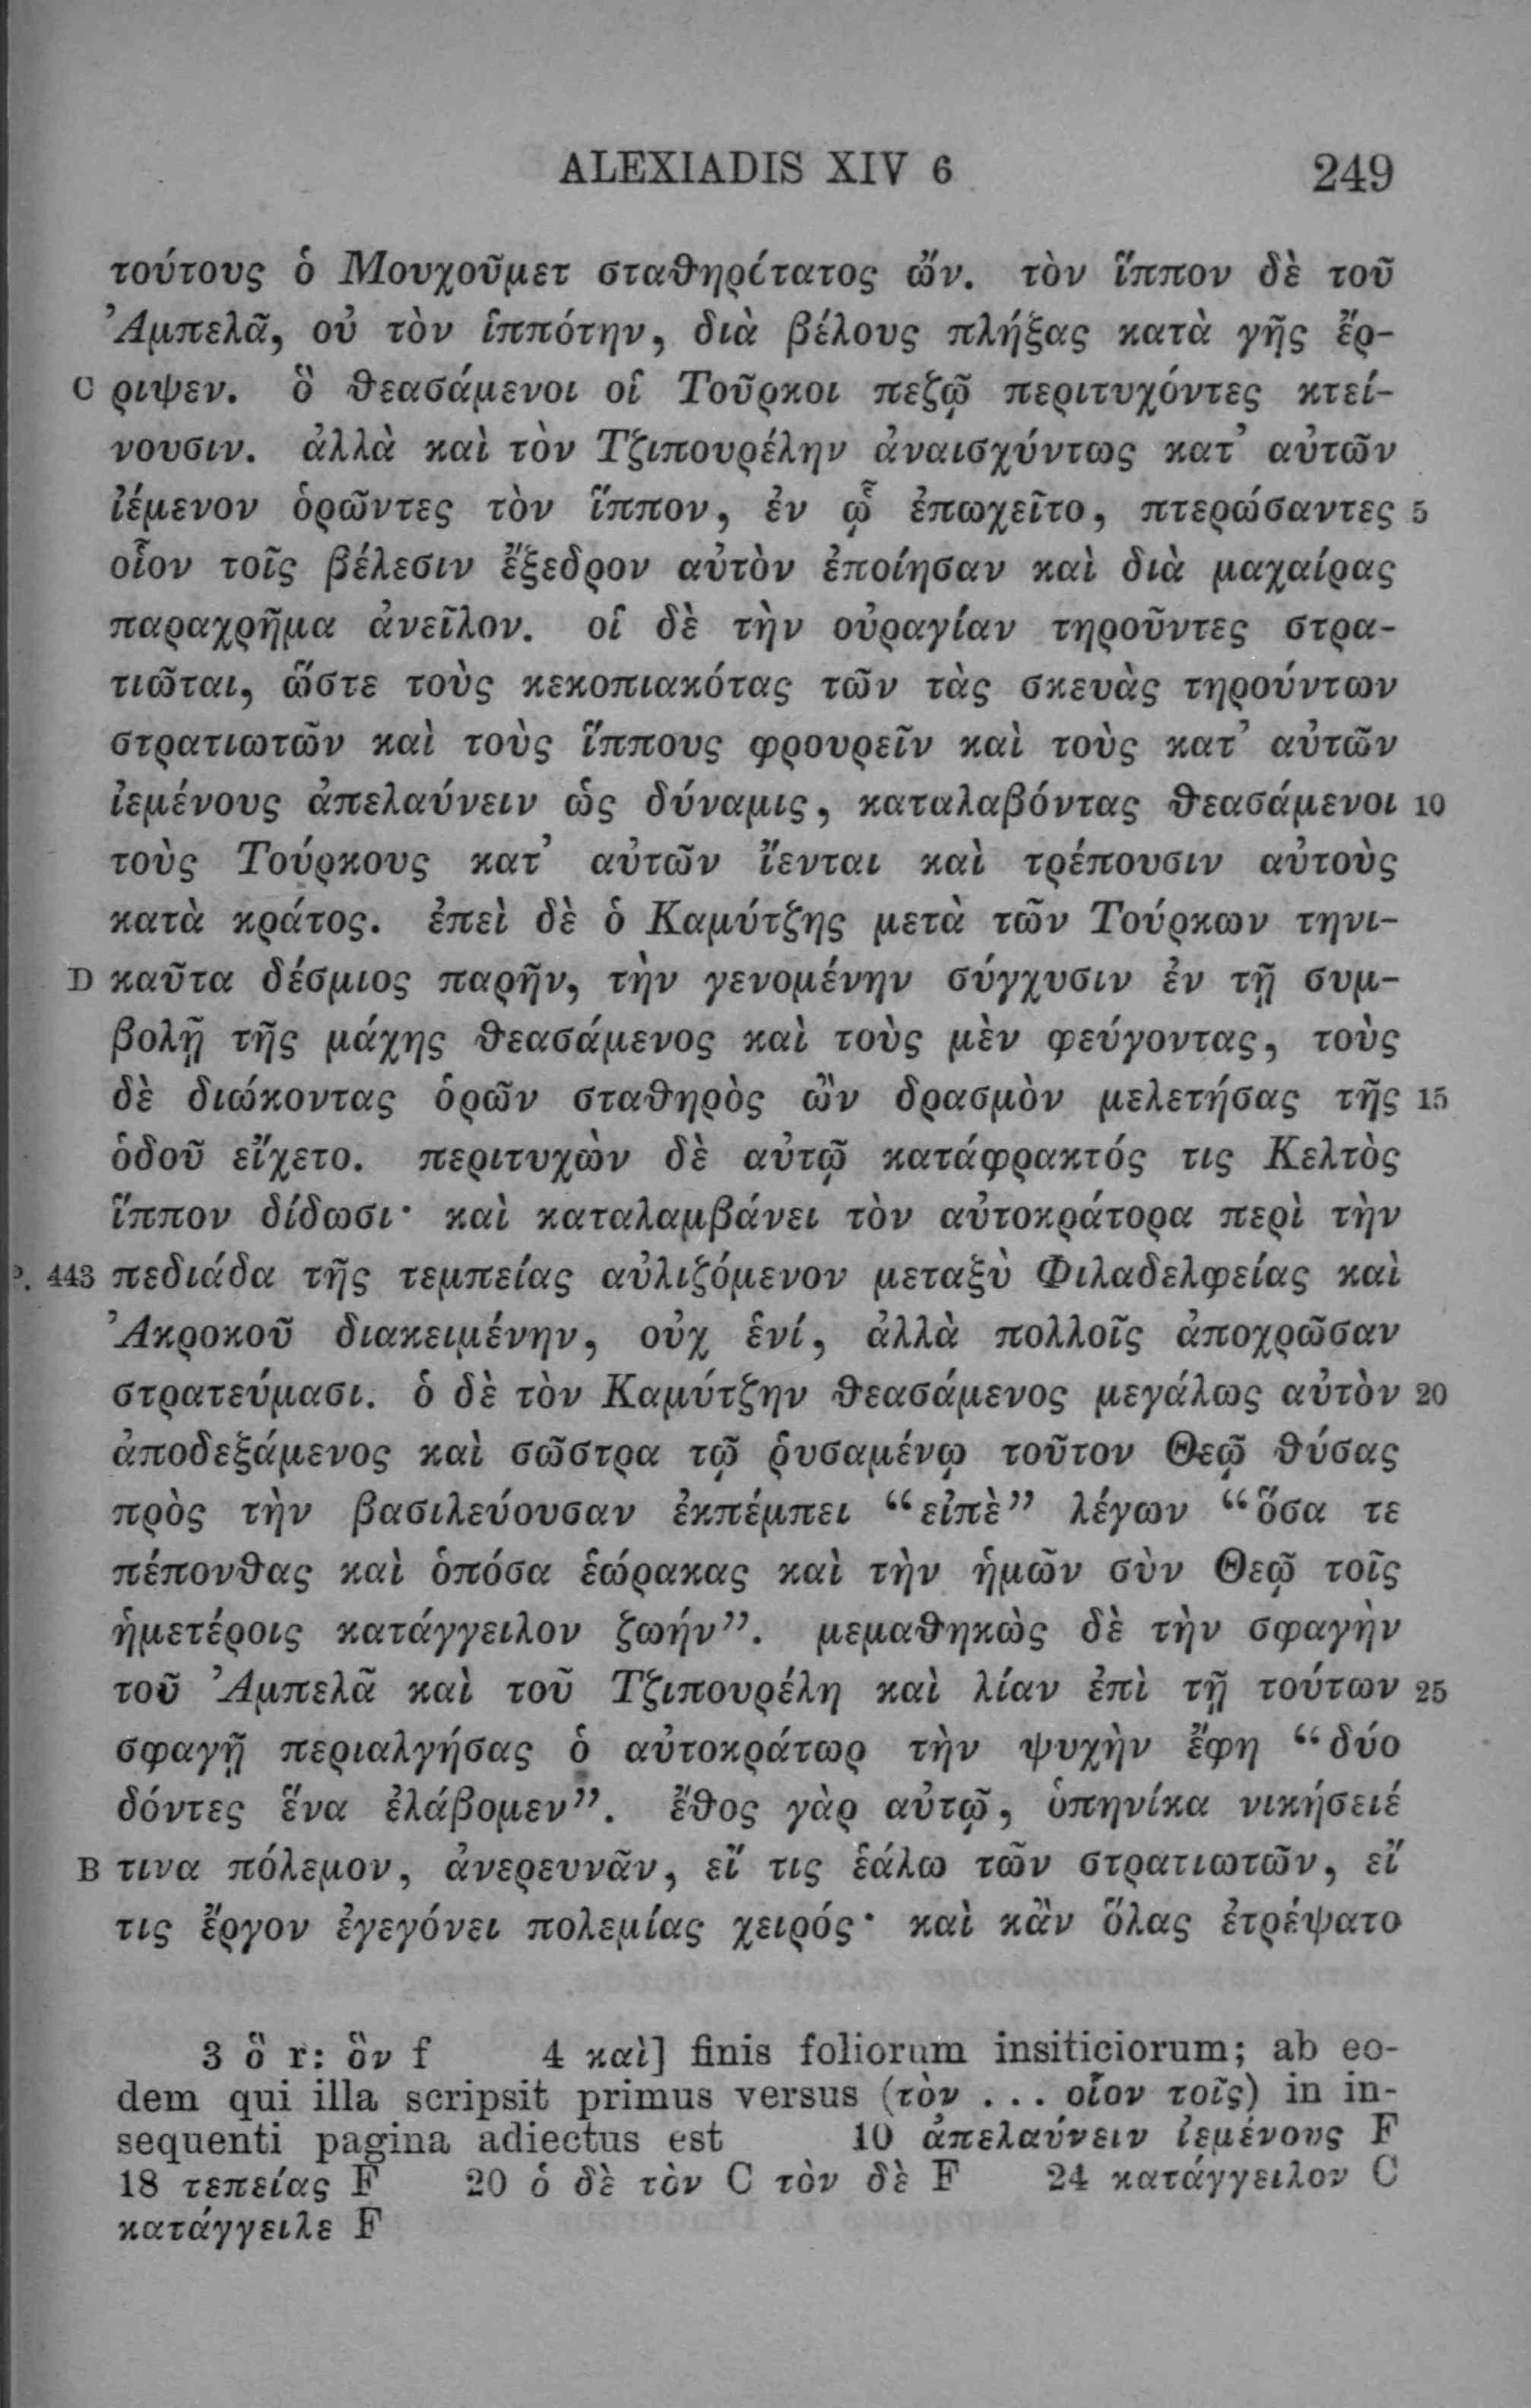 ALEXIADIS XIV 6 249
τούτους ὁ Μουχοῦμετ σταθηρίτατος ὤν. τὸν ἵππον δὲ τοῦ
Ἀμπελᾶ, οὐ τὸν ἱππότην, διὰ βέλους πλήξας κατὰ γῆς ἔρ-
C ριψεν. ὃ θεασάμενοι οἱ Τοῦρκοι πεζῷ περιτυχόντες κτεί-
νουσιν. ἀλλὰ καὶ τὸν Τζιπουρέλην ἀναισχύντως κατ’ αὐτῶν
ἱέμενον ὁρῶντες τὸν ἵππον, ἐν ᾧ ἐπωχεῖτο, πτερώσαντες 5
οἷον τοῖς βέλεσιν ἔξεδρον αὐτὸν ἐποίησαν καὶ διὰ μαχαίρας
παραχρῆμα ἀνεῖλον. οἱ δὲ τὴν οὐραγίαν τηροῦντες στρα-
τιῶται, ὥστε τοὺς κεκοπιακότας τῶν τὰς σκευὰς τηρούντων
στρατιωτῶν καὶ τοὺς ἵππους φρουρεῖν καὶ τοὺς κατ’ αὐτῶν
ἱεμένους ἀπελαύνειν ὡς δύναμις, καταλαβόντας θεασάμενοι 10
τοὺς Τούρκους κατ’ αὐτῶν ἵενται καὶ τρέπουσιν αὐτοὺς
κατὰ κράτος. ἐπεὶ δὲ ὁ Καμύτζης μετὰ τῶν Τούρκων τηνι-
D καῦτα δέσμιος παρῆν, τὴν γενομένην σύγχυσιν ἐν τῇ συμ-
βολῇ τῆς μάχης θεασάμενος καὶ τοὺς μὲν φεύγοντας, τοὺς
δὲ διώκοντας ὁρῶν σταθηρὸς ὢν δρασμὸν μελετήσας τῆς 15
ὁδοῦ εἴχετο. περιτυχὼν δὲ αὐτῷ κατάφρακτός τις Κελτὸς
ἵππον δίδωσι· καὶ καταλαμβάνει τὸν αὐτοκράτορα περὶ τὴν
P. 443 πεδιάδα τῆς τεμπείας αὐλιζόμενον μεταξὺ Φιλαδελφείας καὶ
Ἀκροκοῦ διακειμένην, οὐχ ἑνί, ἀλλὰ πολλοῖς ἀποχρῶσαν
στρατεύμασι. ὁ δὲ τὸν Καμύτζην θεασάμενος μεγάλως αὐτὸν 20
ἀποδεξάμενος καὶ σῶστρα τῷ ῥυσαμένῳ τοῦτον Θεῷ θύσας
πρὸς τὴν βασιλεύουσαν ἐκπέμπει “εἰπὲ” λέγων “ὅσα τε
πέπονθας καὶ ὁπόσα ἑώρακας καὶ τὴν ἡμῶν σὺν Θεῷ τοῖς
ἡμετέροις κατάγγειλον ζωήν”. μεμαθηκὼς δὲ τὴν σφαγὴν
τοῦ Ἀμπελᾶ καὶ τοῦ Τζιπουρέλη καὶ λίαν ἐπὶ τῇ τούτων 25
σφαγῇ περιαλγήσας ὁ αὐτοκράτωρ τὴν ψυχὴν ἔφη “δύο
δόντες ἕνα ἐλάβομεν”. ἔθος γὰρ αὐτῷ, ὁπηνίκα νικήσειέ
B τινα πόλεμον, ἀνερευνᾶν, εἴ τις ἑάλω τῶν στρατιωτῶν, εἴ
τις ἔργον ἐγεγόνει πολεμίας χειρός· καὶ κἂν ὅλας ἐτρέψατο
3 ὃ r: ὃν f 4 καὶ] finis foliorum insiticiorum; ab eo-
dem qui illa scripsit primus versus (τὸν ... οἷον τοῖς) in in-
sequenti pagina adiectus est 10 ἀπελαύνειν ἱεμένους F
18 τεπείας F 20 ὁ δὲ τὸν C τὸν δὲ F 24 κατάγγειλον C
κατάγγειλε F